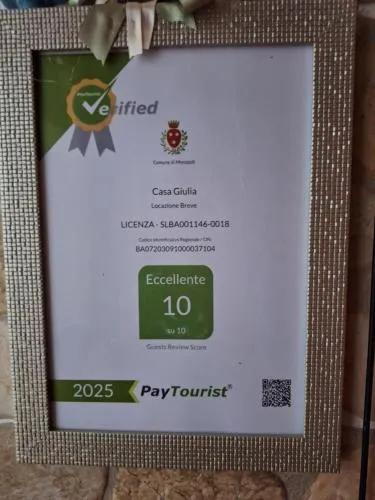 PayTourist
Verified
Comune di Monopoli
Casa Giulia
Locazione Breve
LICENZA - SLBA001146-0018
Codice Identificativo Regionale / CIN:
BA07203091000037104
Eccellente
10
su 10
Guests Review Score
2025
PayTourist®